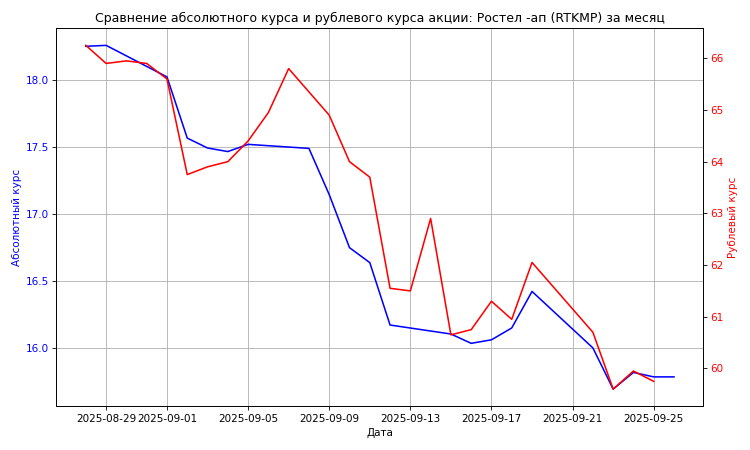 Сравнение абсолютного курса и рублевого курса акции: Ростел -ап (RTKMP) за месяц
Абсолютный курс
18.0
17.5
17.0
16.5
16.0
66
65
64
63
62
61
60
Рублевый курс
2025-08-29 2025-09-01 2025-09-05 2025-09-09 2025-09-13 2025-09-17 2025-09-21 2025-09-25
Дата